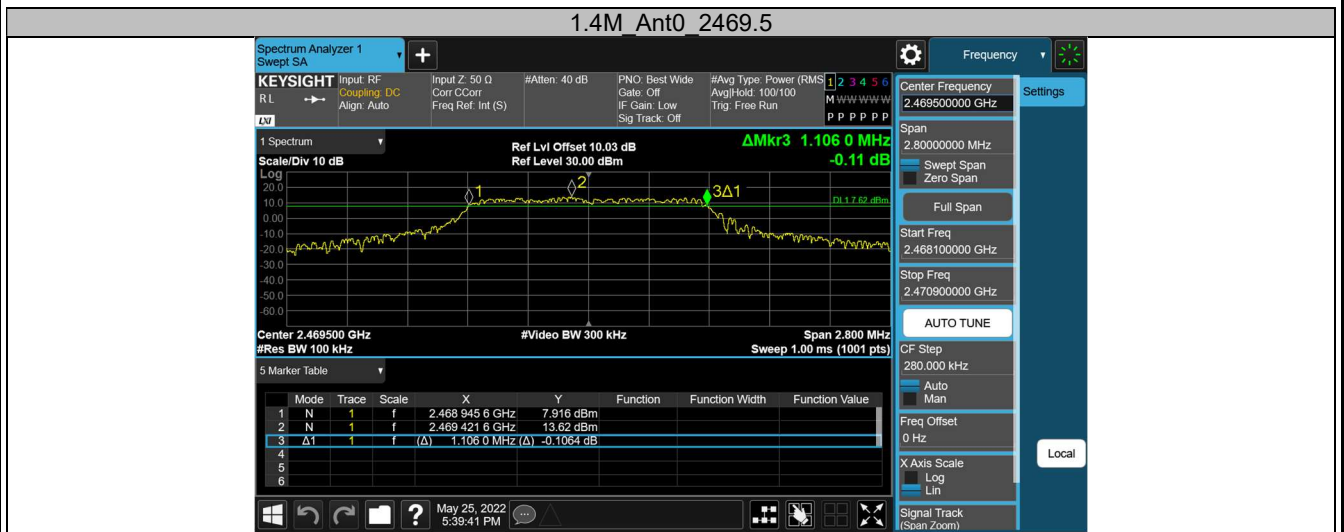 1.4M_Ant0_2469.5
Spectrum Analyzer 1
Swept SA
+
Frequency
KEYSIGHT
RL
LXI
Input: RF
Coupling: DC
Align: Auto
Input Z: 50 Ω
Corr CCorr
Freq Ref: Int (S)
#Atten: 40 dB
PNO: Best Wide
Gate: Off
IF Gain: Low
Sig Track: Off
#Avg Type: Power (RMS
Avg|Hold: 100/100
Trig: Free Run
1 2 3 4 5 6
M W W W W W
P P P P P P
1 Spectrum
Scale/Div 10 dB
Ref Lvl Offset 10.03 dB
Ref Level 30.00 dBm
ΔMkr3 1.106 0 MHz
-0.11 dB
Log
20.0
10.0
0.00
-10.0
-20.0
-30.0
-40.0
-50.0
-60.0
1
2
3Δ1
DL1 7.62 dBm
Center 2.469500 GHz
#Video BW 300 kHz
Span 2.800 MHz
#Res BW 100 kHz
Sweep 1.00 ms (1001 pts)
5 Marker Table
Mode Trace Scale X Y Function Function Width Function Value
1 N 1 f 2.468 945 6 GHz 7.916 dBm
2 N 1 f 2.469 421 6 GHz 13.62 dBm
3 Δ1 1 f (Δ) 1.106 0 MHz (Δ) -0.1064 dB
4
5
6
?
May 25, 2022
5:39:41 PM
Center Frequency
2.469500000 GHz
Settings
Span
2.80000000 MHz
Swept Span
Zero Span
Full Span
Start Freq
2.468100000 GHz
Stop Freq
2.470900000 GHz
AUTO TUNE
CF Step
280.000 kHz
Auto
Man
Freq Offset
0 Hz
X Axis Scale
Log
Lin
Local
Signal Track
(Span Zoom)